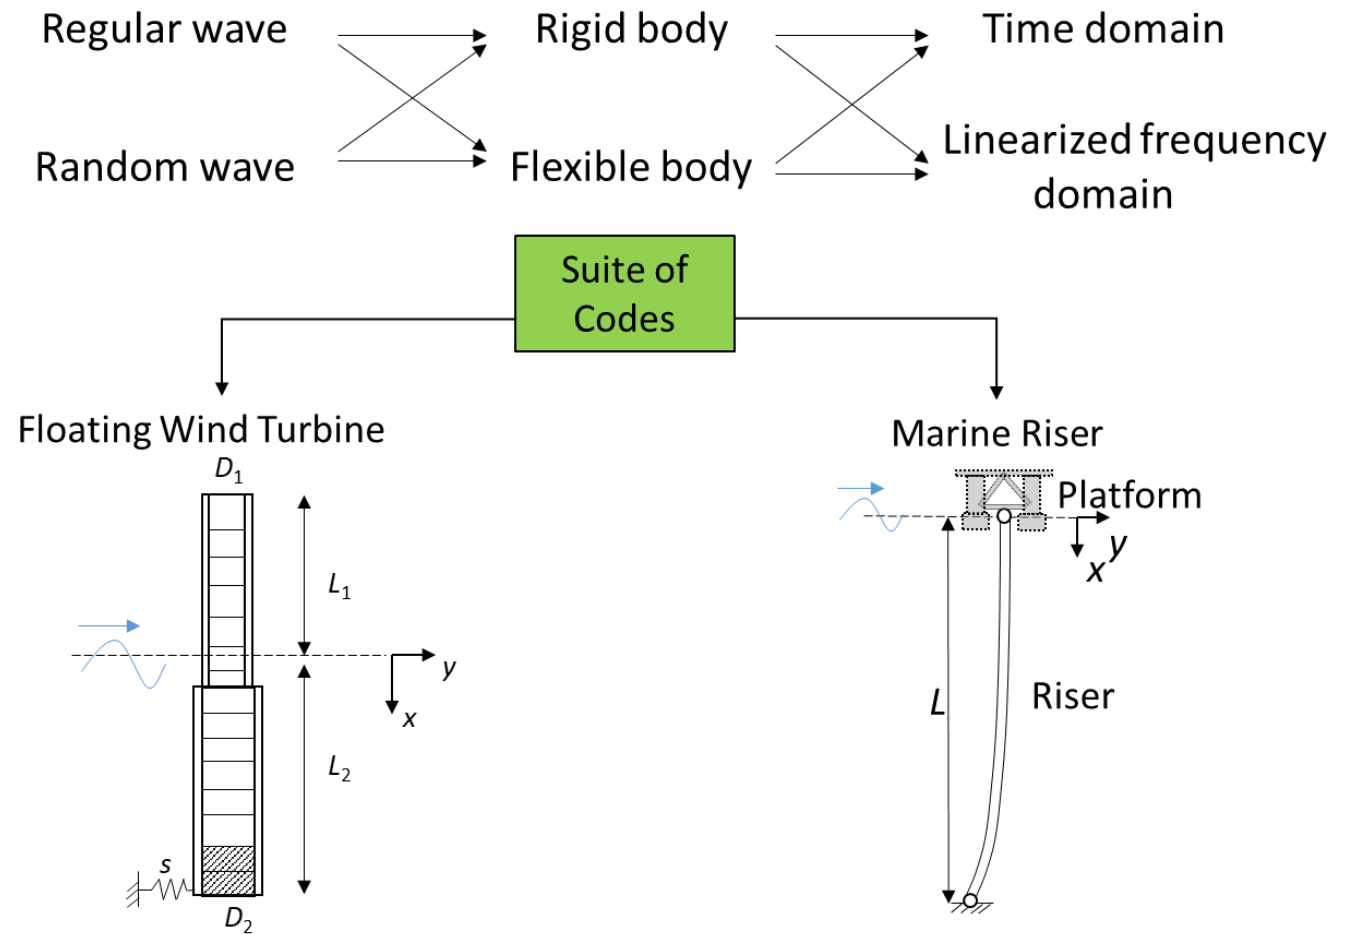 Regular wave
Rigid body
Time domain
Random wave
Flexible body
Linearized frequency
domain
Suite of
Codes
Floating Wind Turbine
D1
L1
y
x
L2
s
D2
Marine Riser
Platform
y
x
L
Riser